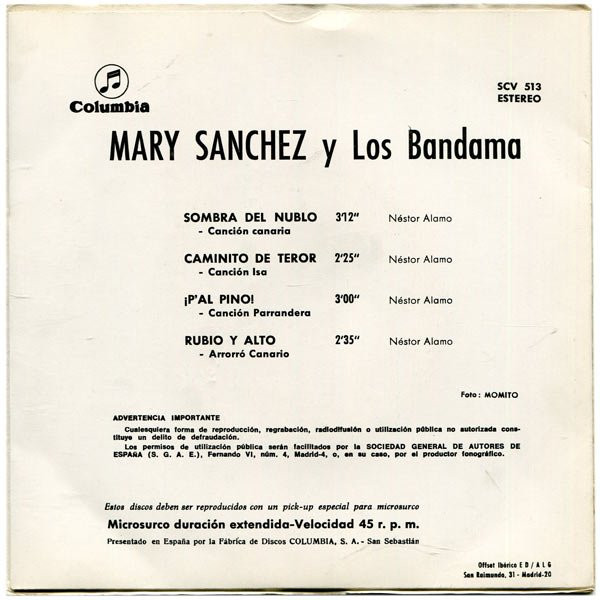 Columbia
SCV 513
ESTEREO
MARY SANCHEZ y Los Bandama
SOMBRA DEL NUBLO 3'12" Néstor Alamo
- Canción canaria
CAMINITO DE TEROR 2'25" Néstor Alamo
- Canción Isa
¡P'AL PINO! 3'00" Néstor Alamo
- Canción Parrandera
RUBIO Y ALTO 2'35" Néstor Alamo
- Arrorró Canario
Foto: MOMITO
ADVERTENCIA IMPORTANTE
Cualesquiera forma de reproducción, regrabación, radiodifusión o utilización pública no autorizada cons-
tituye un delito de defraudación.
Los permisos de utilización pública serán facilitados por la SOCIEDAD GENERAL DE AUTORES DE
ESPAÑA (S. G. A. E.), Fernando VI, núm. 4, Madrid-4, o, en su caso, por el productor fonográfico.
Estos discos deben ser reproducidos con un pick-up especial para microsurco
Microsurco duración extendida-Velocidad 45 r. p. m.
Presentado en España por la Fábrica de Discos COLUMBIA, S. A. - San Sebastián
Offset Ibérica E D / A L G
San Raimundo, 31 - Madrid-20